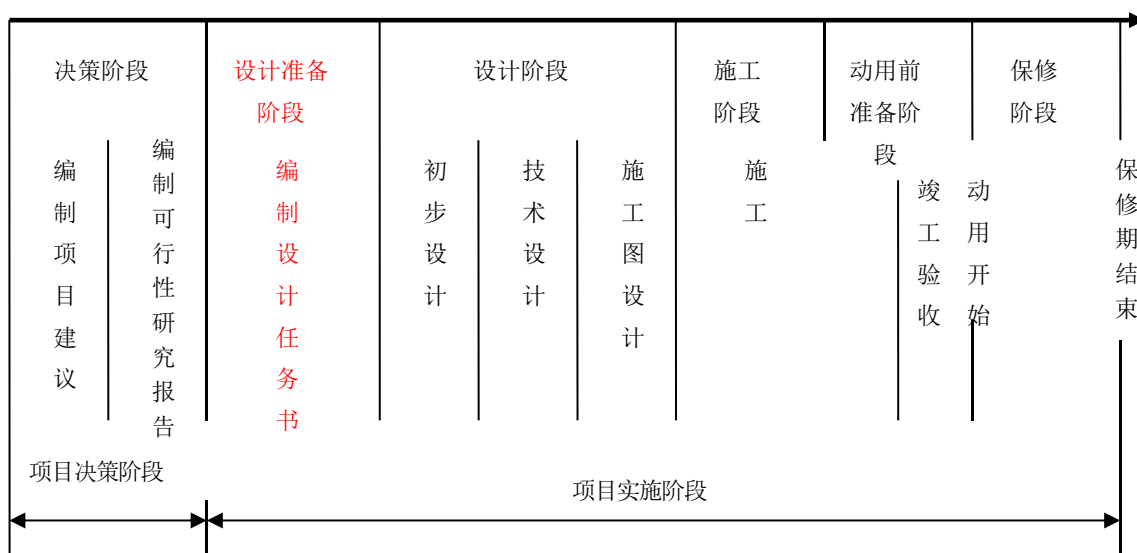 决策阶段
设计准备
阶段
设计阶段
施工
阶段
动用前
准备阶
段
保修
阶段
编制项目建议
编制可行性研究报告
编制设计任务书
初步设计
技术设计
施工图设计
施工
竣工验收
动用开始
保修期结束
项目决策阶段
项目实施阶段